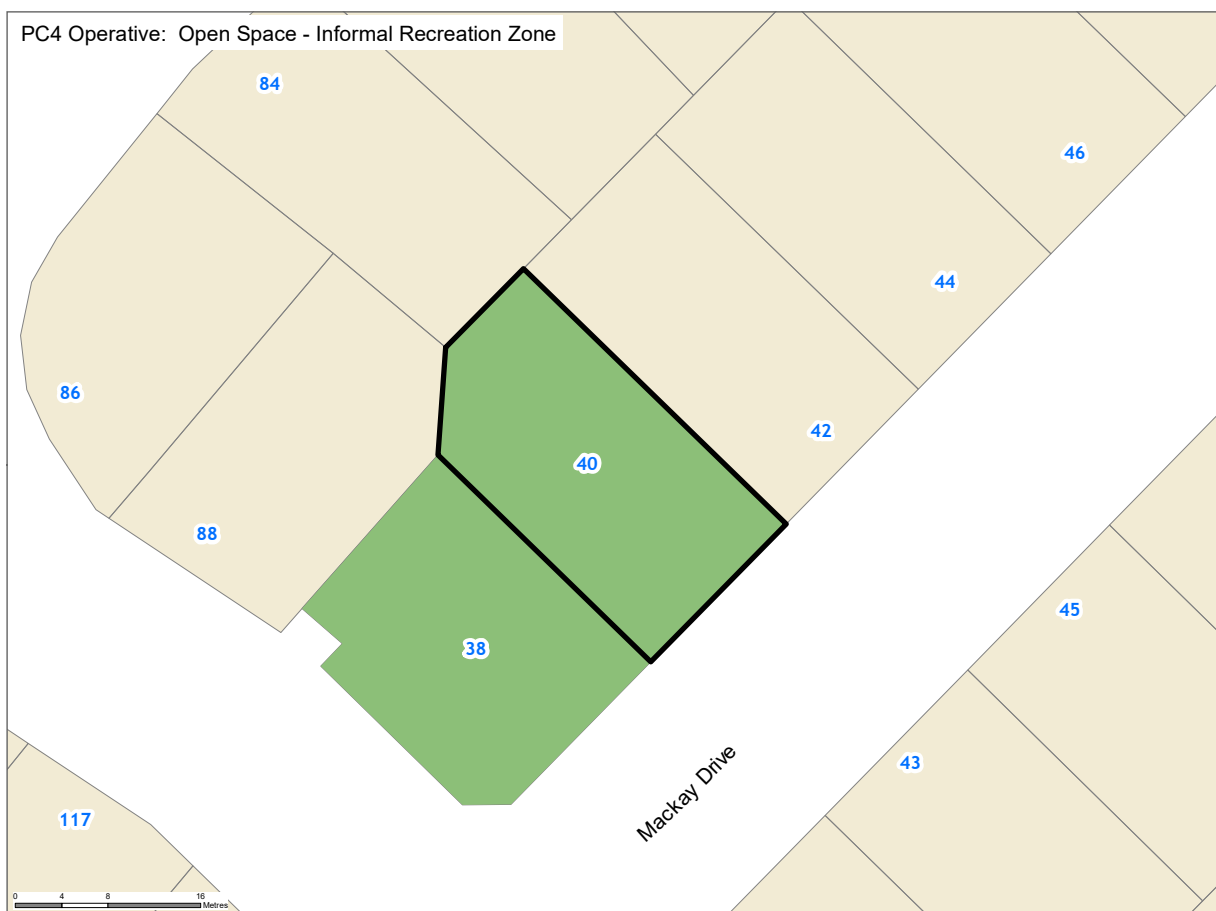 PC4 Operative: Open Space - Informal Recreation Zone
84
46
44
86
42
40
88
45
38
43
Mackay Drive
117
0 4 8 16
Metres